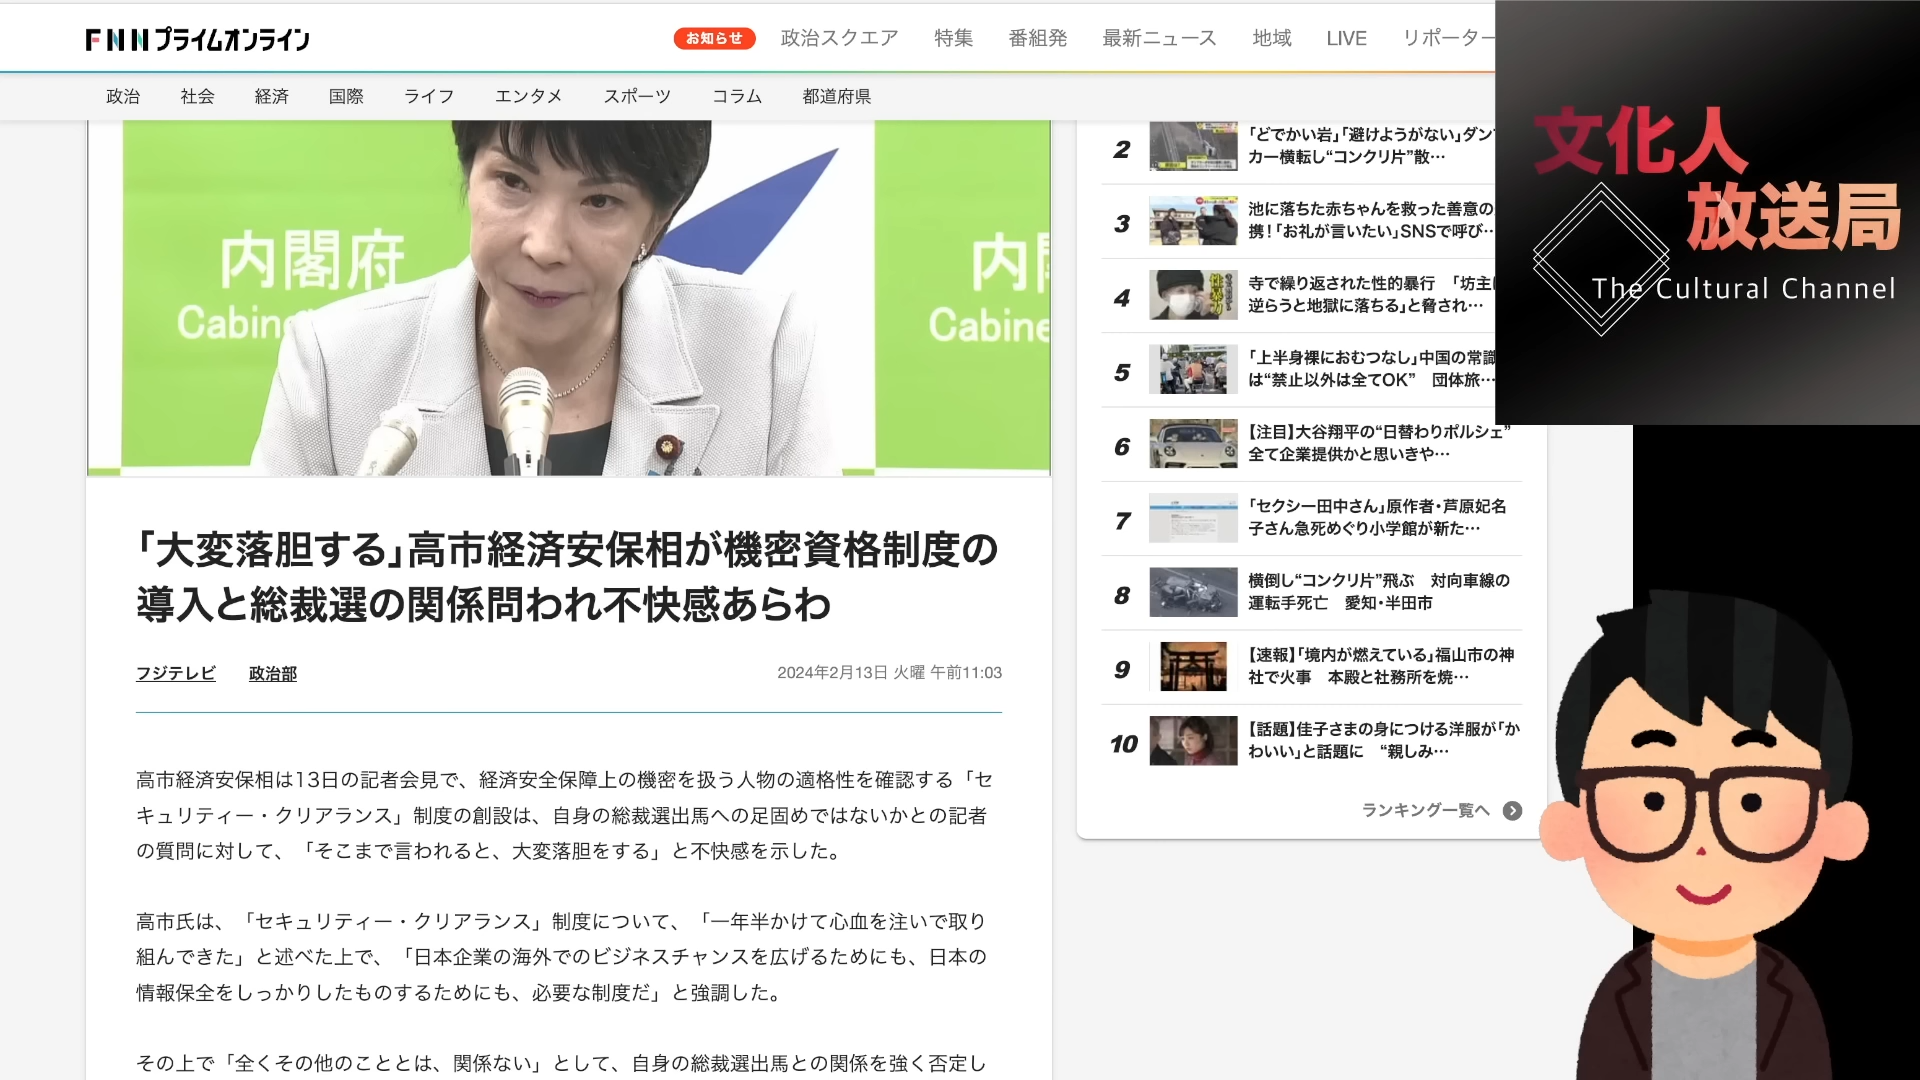 FNNプライムオンライン
お知らせ 政治スクエア 特集 番組発 最新ニュース 地域 LIVE リポーター
政治 社会 経済 国際 ライフ エンタメ スポーツ コラム 都道府県
内閣府
Cabin
内
Cabine
「大変落胆する」高市経済安保相が機密資格制度の
導入と総裁選の関係問われ不快感あらわ
フジテレビ 政治部
2024年2月13日 火曜 午前11:03
高市経済安保相は13日の記者会見で、経済安全保障上の機密を扱う人物の適格性を確認する「セ
キュリティー・クリアランス」制度の創設は、自身の総裁選出馬への足固めではないかとの記者
の質問に対して、「そこまで言われると、大変落胆をする」と不快感を示した。
高市氏は、「セキュリティー・クリアランス」制度について、「一年半かけて心血を注いで取り
組んできた」と述べた上で、「日本企業の海外でのビジネスチャンスを広げるためにも、日本の
情報保全をしっかりしたものするためにも、必要な制度だ」と強調した。
その上で「全くその他のこととは、関係ない」として、自身の総裁選出馬との関係を強く否定し
2
「どでかい岩」「避けようがない」ダン
カー横転し“コンクリ片”散…
3
池に落ちた赤ちゃんを救った善意の
携！「お礼が言いたい」SNSで呼び…
4
寺で繰り返された性的暴行 「坊主
逆らうと地獄に落ちる」と脅され…
5
「上半身裸におむつなし」中国の常識
は“禁止以外は全てOK” 団体旅…
6
【注目】大谷翔平の“日替わりポルシェ”
全て企業提供かと思いきや…
7
「セクシー田中さん」原作者・芦原妃名
子さん急死めぐり小学館が新た…
8
横倒し“コンクリ片”飛ぶ 対向車線の
運転手死亡 愛知・半田市
9
【速報】「境内が燃えている」福山市の神
社で火事 本殿と社務所を焼…
10
【話題】佳子さまの身につける洋服が「か
わいい」と話題に “親しみ…
ランキング一覧へ
文化人
放送局
The Cultural Channel